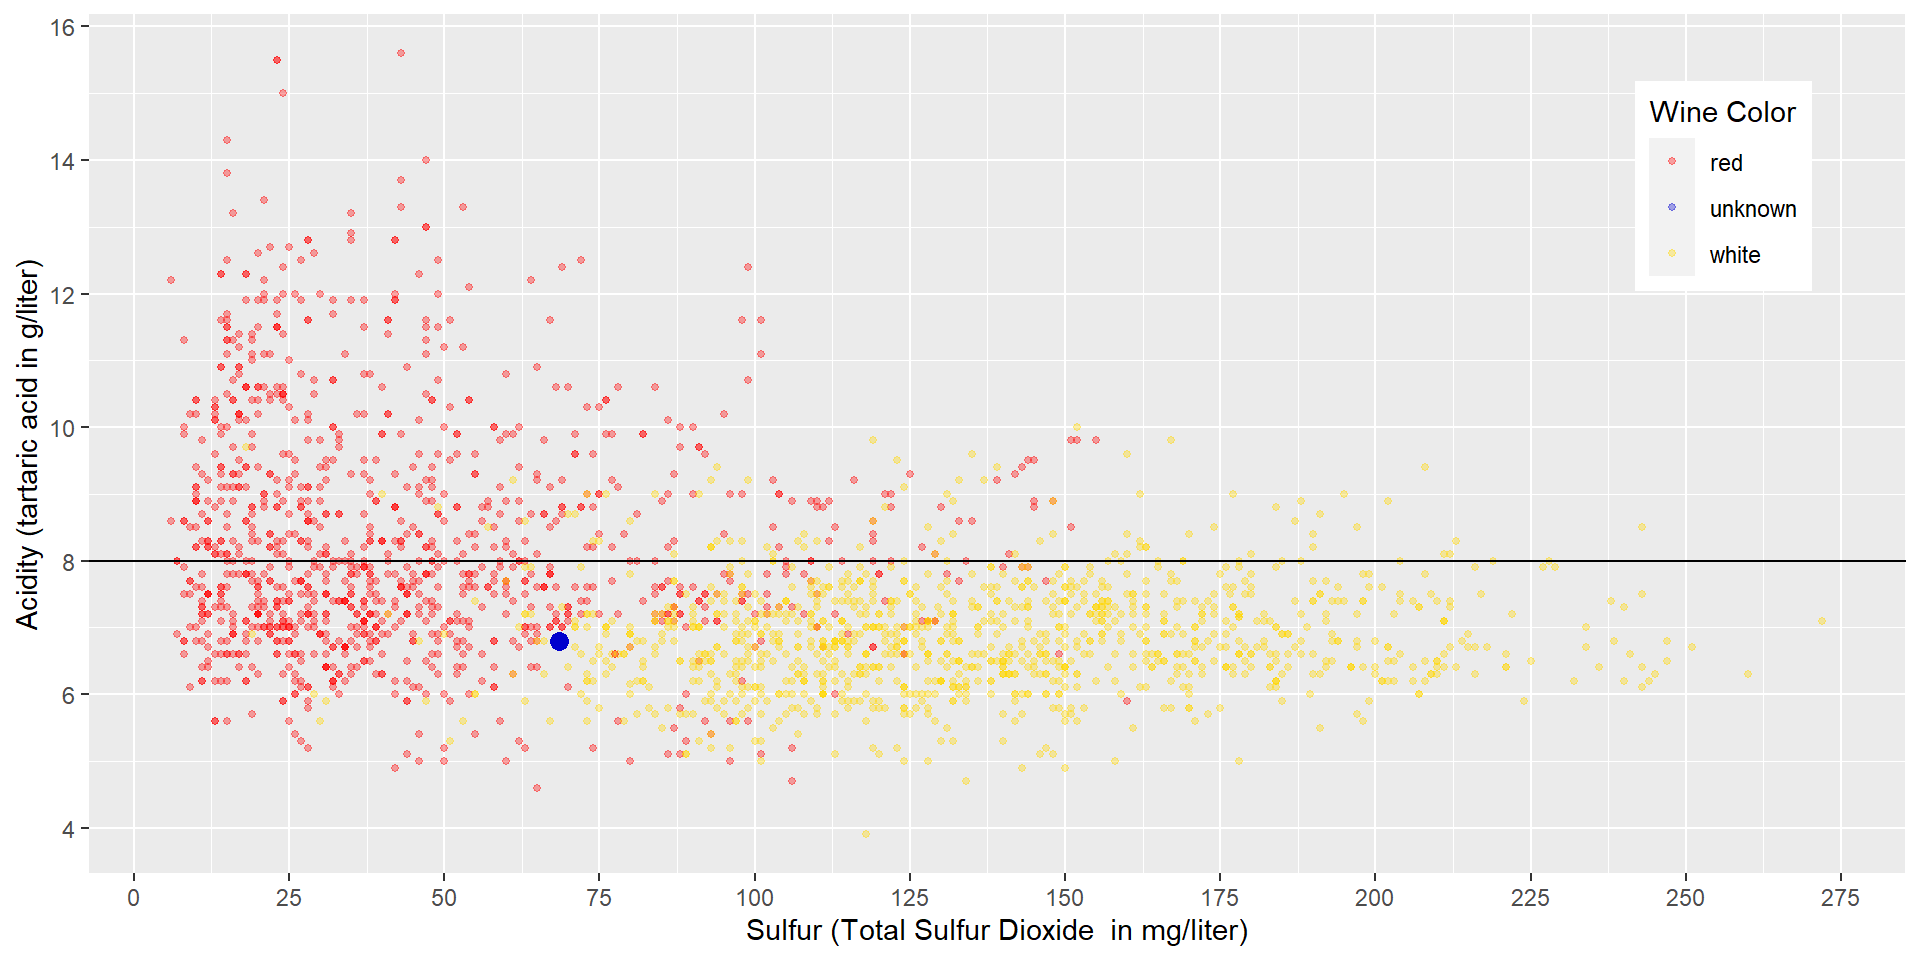 16
14
12
10
8
6
4
Acidity (tartaric acid in g/liter)
Wine Color
red
unknown
white
0 25 50 75 100 125 150 175 200 225 250 275
Sulfur (Total Sulfur Dioxide  in mg/liter)